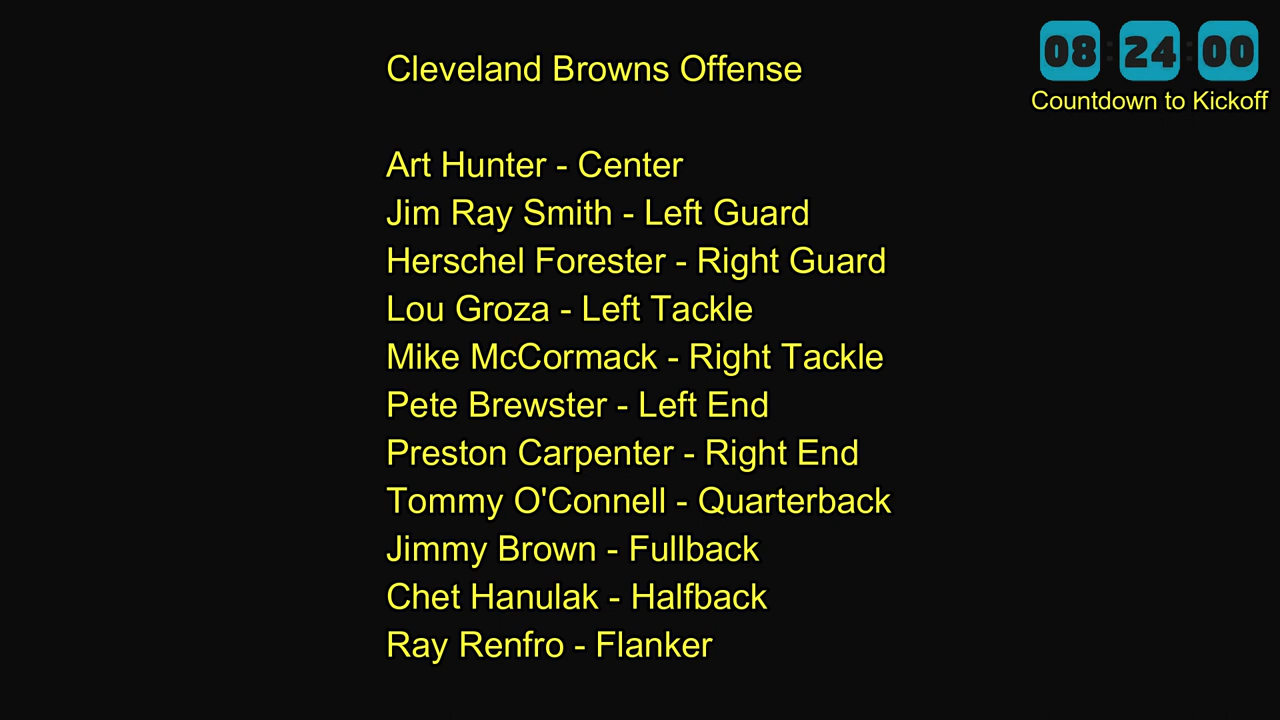 Cleveland Browns Offense
08:24:00
Countdown to Kickoff
Art Hunter - Center
Jim Ray Smith - Left Guard
Herschel Forester - Right Guard
Lou Groza - Left Tackle
Mike McCormack - Right Tackle
Pete Brewster - Left End
Preston Carpenter - Right End
Tommy O'Connell - Quarterback
Jimmy Brown - Fullback
Chet Hanulak - Halfback
Ray Renfro - Flanker